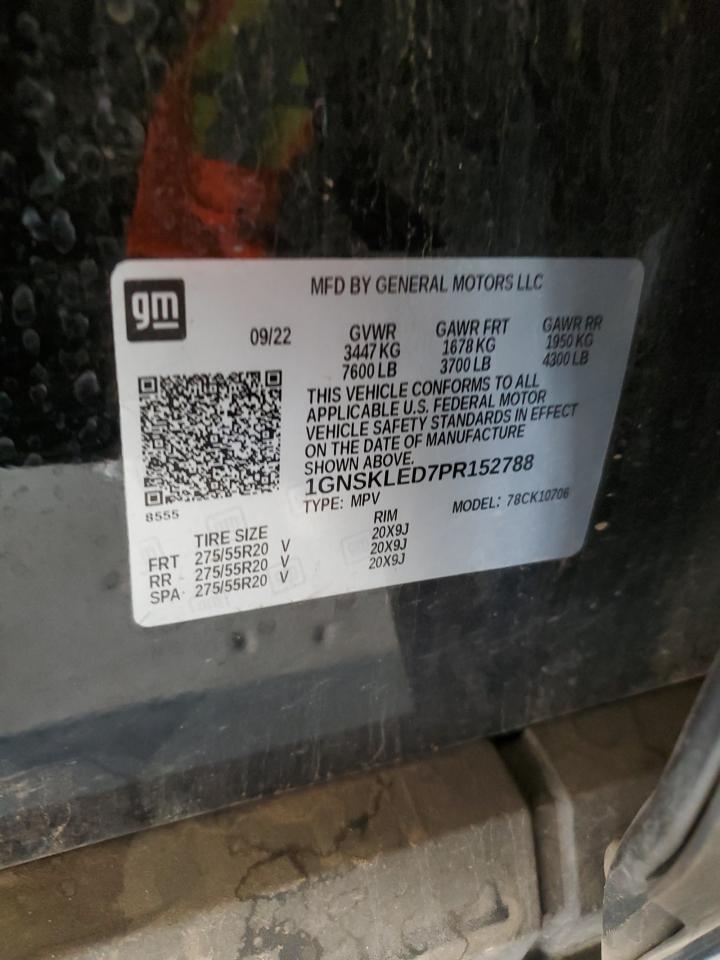 gm
MFD BY GENERAL MOTORS LLC
09/22
GVWR GAWR FRT GAWR RR
3447 KG 1678 KG 1950 KG
7600 LB 3700 LB 4300 LB
THIS VEHICLE CONFORMS TO ALL
APPLICABLE U.S. FEDERAL MOTOR
VEHICLE SAFETY STANDARDS IN EFFECT
ON THE DATE OF MANUFACTURE
SHOWN ABOVE.
1GNSKLED7PR152788
TYPE: MPV MODEL: 78CK10706
8555
TIRE SIZE RIM
FRT 275/55R20 V 20X9J
RR 275/55R20 V 20X9J
SPA 275/55R20 V 20X9J